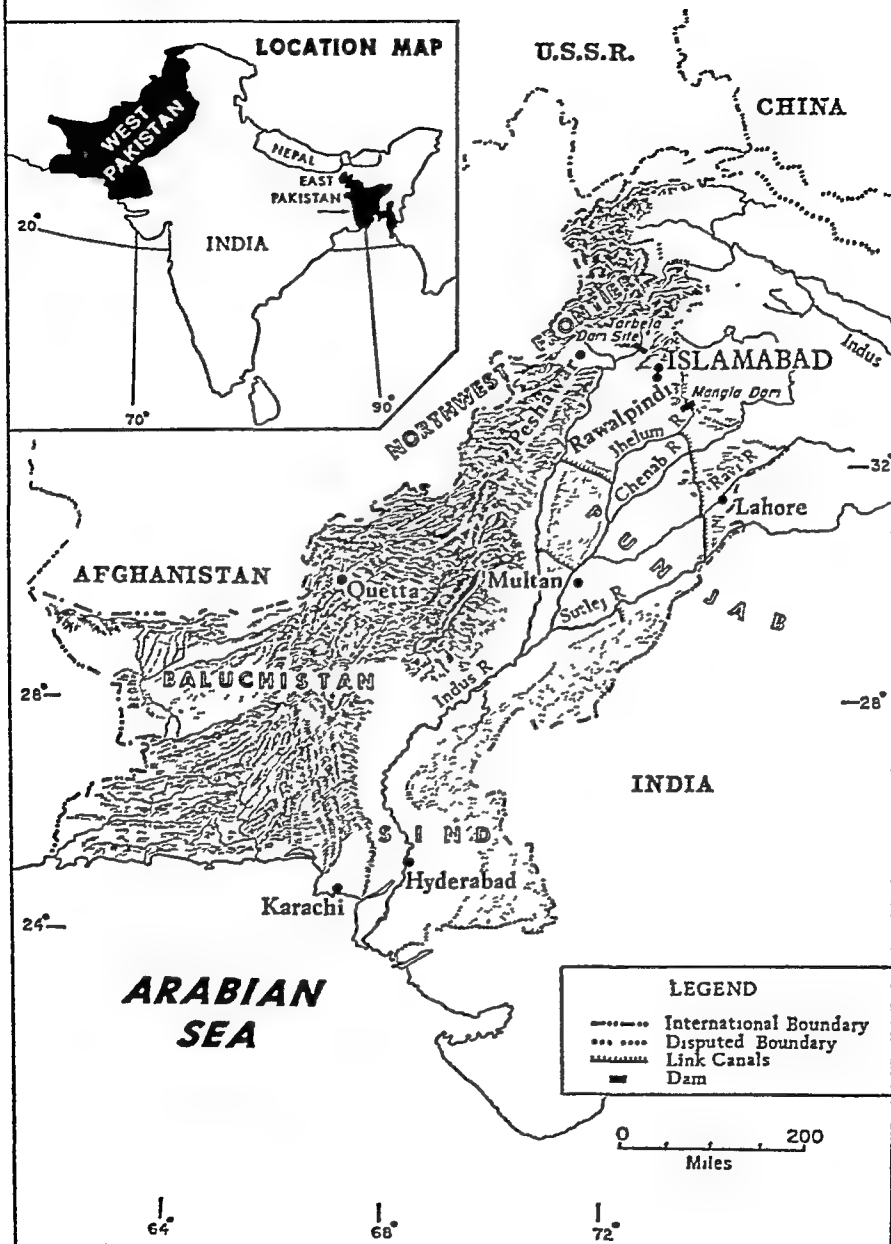 LOCATION MAP
WEST
PAKISTAN
NEPAL
EAST
PAKISTAN
20°
INDIA
70°
90°
U.S.S.R.
CHINA
NORTHWEST FRONTIER
Tarbela
Dam Site
Indus
ISLAMABAD
Peshawar
Rawalpindi
Mangla Dam
Jhelum R
Chenab R
Ravi R
32°
Lahore
PUNJAB
AFGHANISTAN
Quetta
Multan
Sutlej R
Indus R
BALUCHISTAN
28°
28°
INDIA
SIND
Hyderabad
Karachi
24°
ARABIAN
SEA
LEGEND
International Boundary
Disputed Boundary
Link Canals
Dam
0 200
Miles
64°
68°
72°